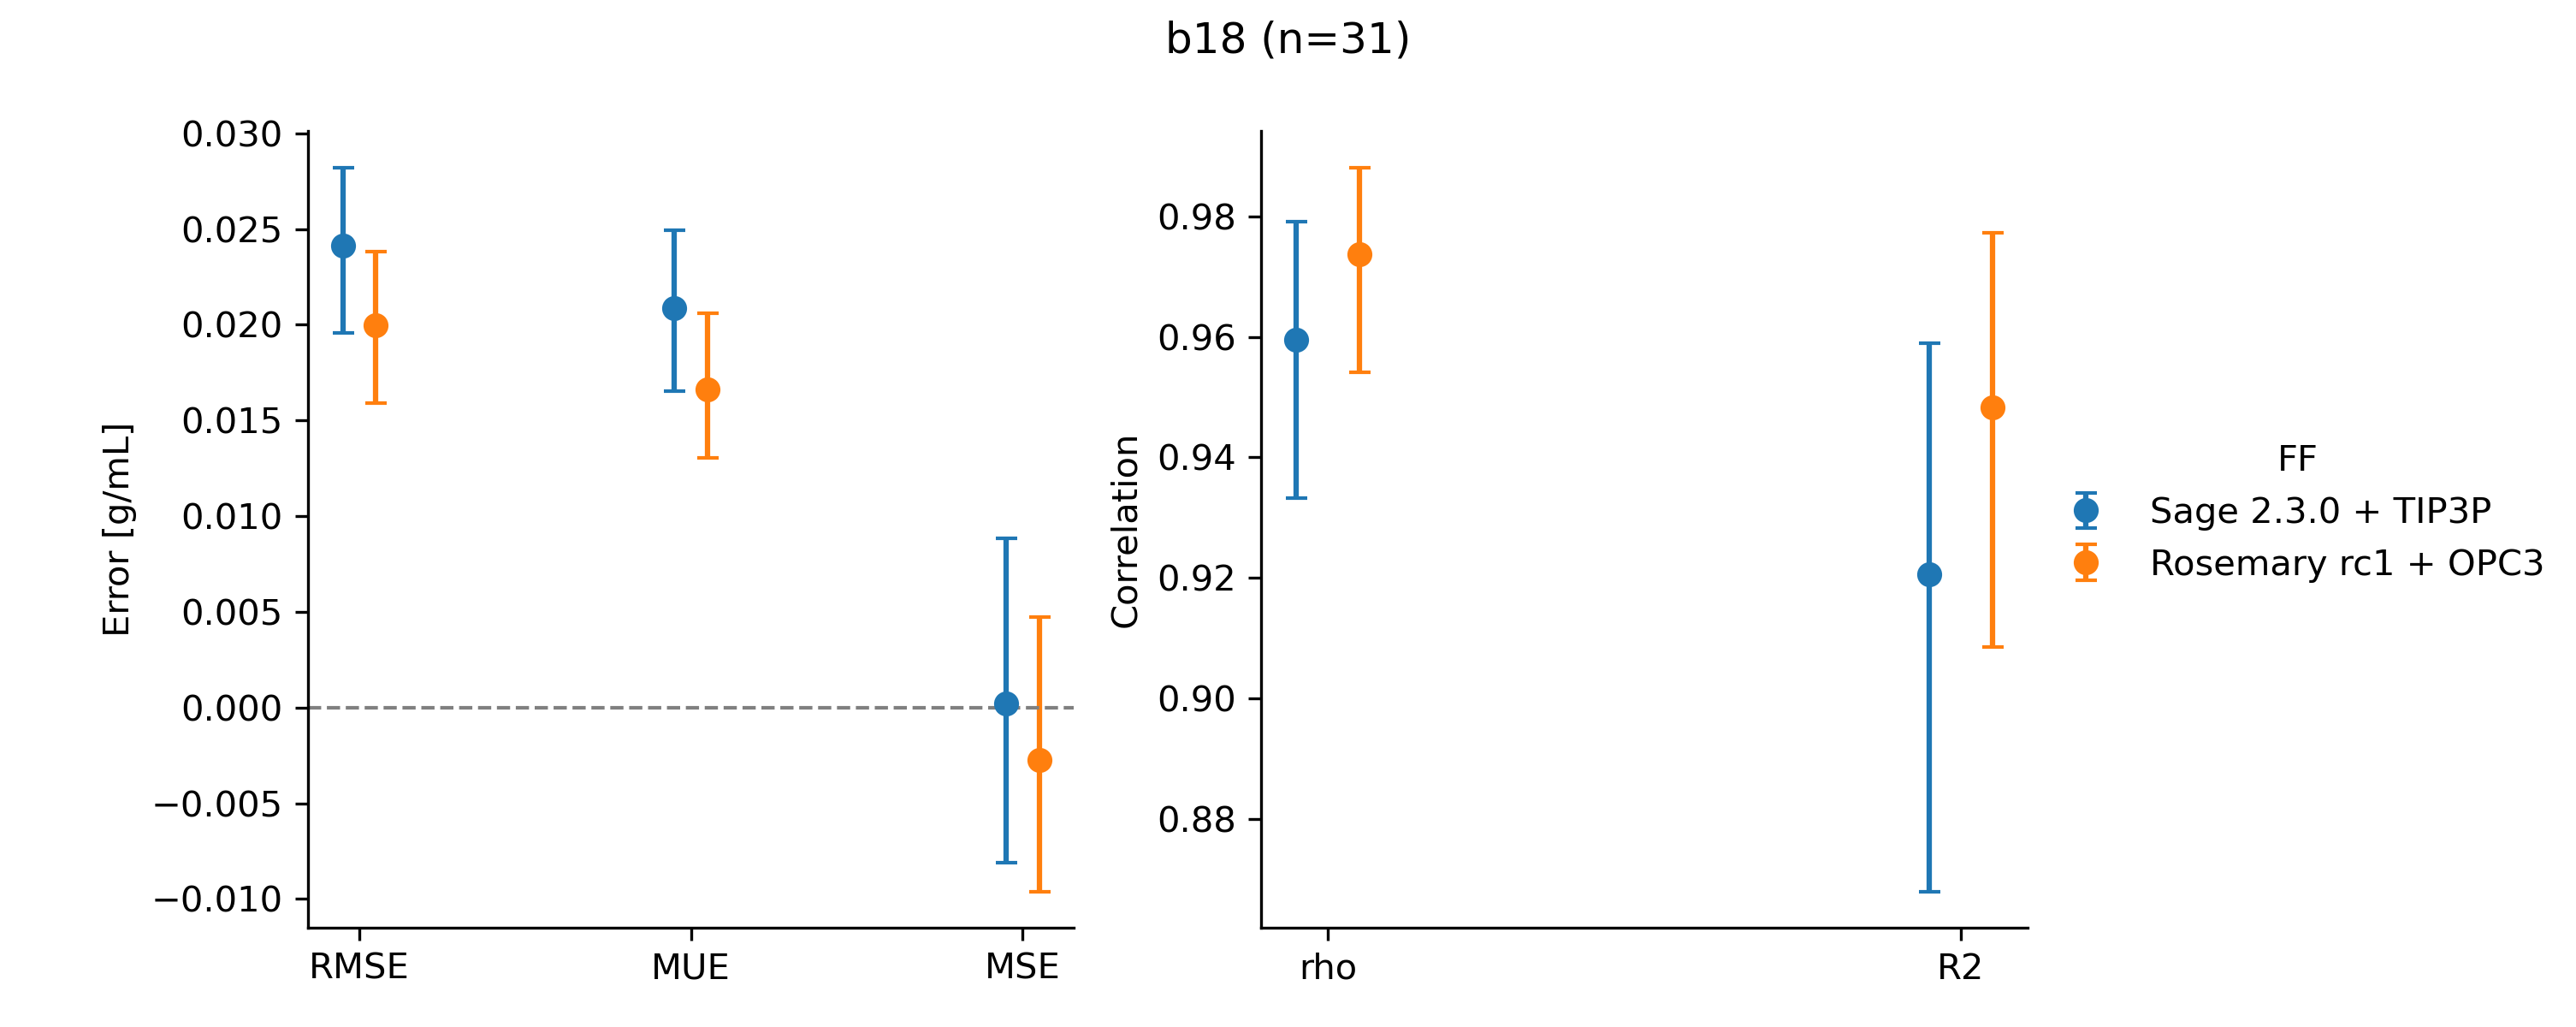 b18 (n=31)
Error [g/mL]
0.030
0.025
0.020
0.015
0.010
0.005
0.000
−0.005
−0.010
RMSE
MUE
MSE
Correlation
0.98
0.96
0.94
0.92
0.90
0.88
rho
R2
FF
Sage 2.3.0 + TIP3P
Rosemary rc1 + OPC3